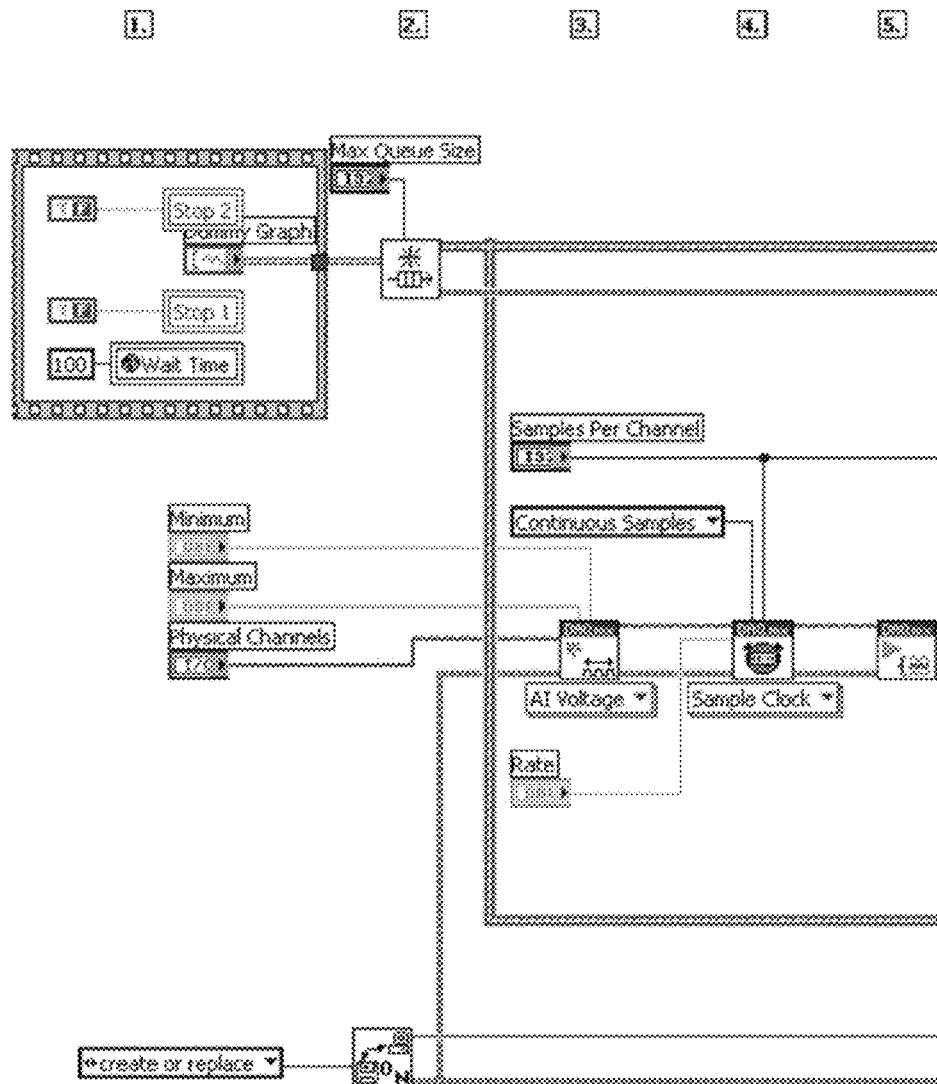 1. 2. 3. 4. 5.
Max Queue Size
Stop 2
Dummy Graph
Stop 1
100 Wait Time
Samples Per Channel
Continuous Samples
Minimum
Maximum
Physical Channels
AI Voltage
Sample Clock
Rate
create or replace